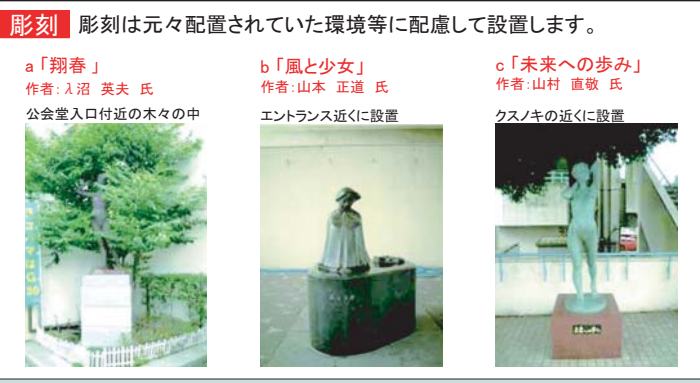 彫刻 彫刻は元々配置されていた環境等に配慮して設置します。
a「翔春 」
作者：λ沼 英夫 氏
公会堂入口付近の木々の中
b「風と少女」
作者：山本 正道 氏
エントランス近くに設置
c「未来への歩み」
作者：山村 直敬 氏
クスノキの近くに設置